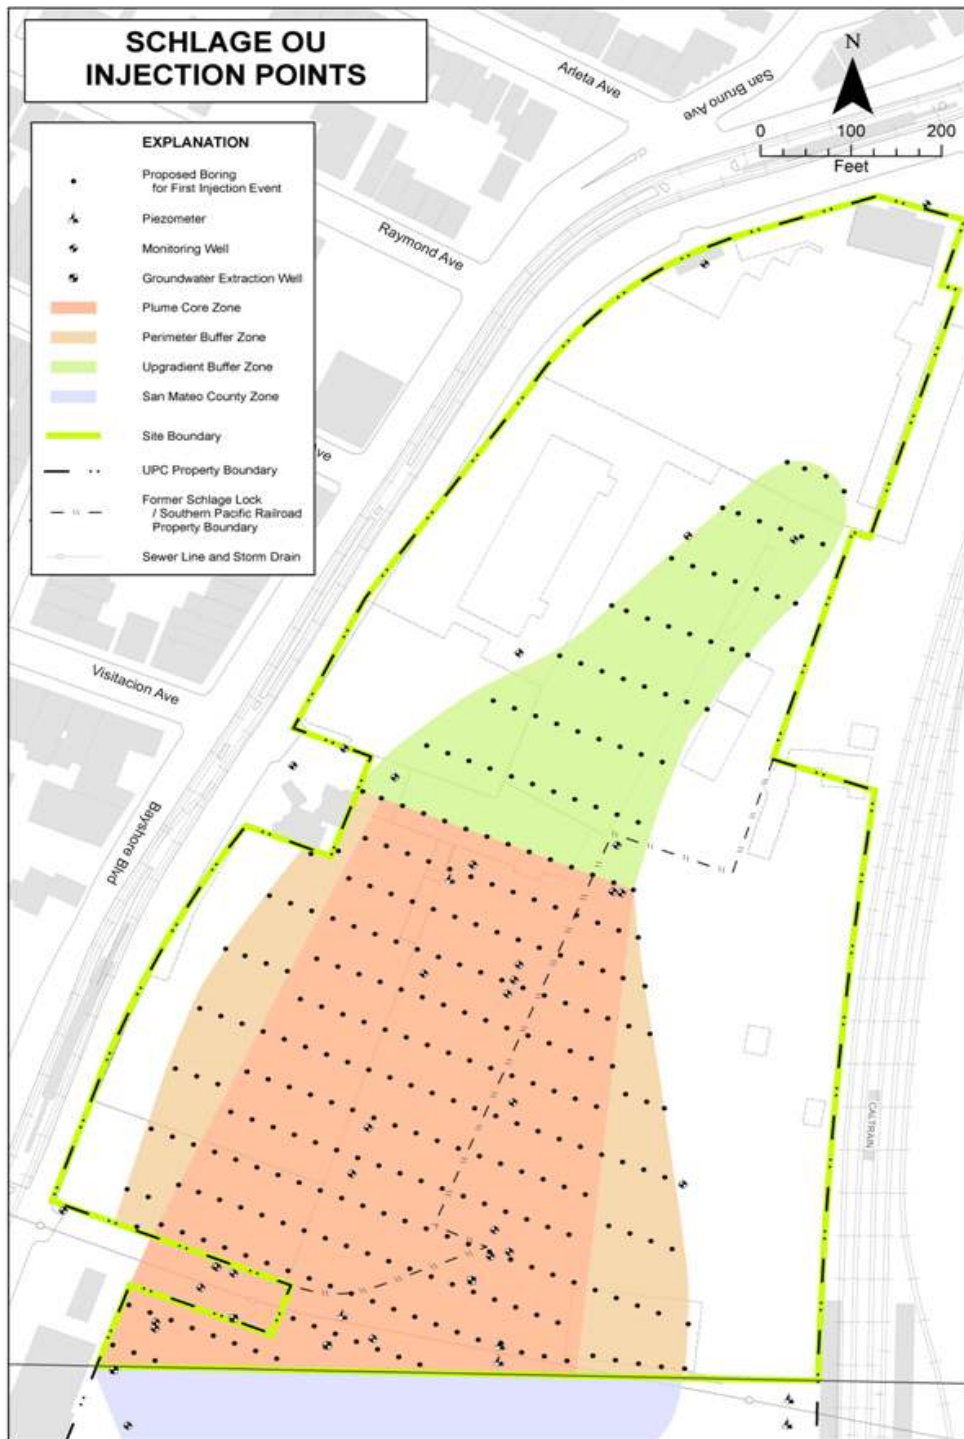 SCHLAGE OU
INJECTION POINTS
EXPLANATION
Proposed Boring
for First Injection Event
Piezometer
Monitoring Well
Groundwater Extraction Well
Plume Core Zone
Perimeter Buffer Zone
Upgradient Buffer Zone
San Mateo County Zone
Site Boundary
UPC Property Boundary
Former Schlage Lock
/ Southern Pacific Railroad
Property Boundary
Sewer Line and Storm Drain
N
0 100 200
Feet
Arleta Ave
San Bruno Ave
Raymond Ave
Ave
Visitacion Ave
Bayshore Blvd
CALTRAIN